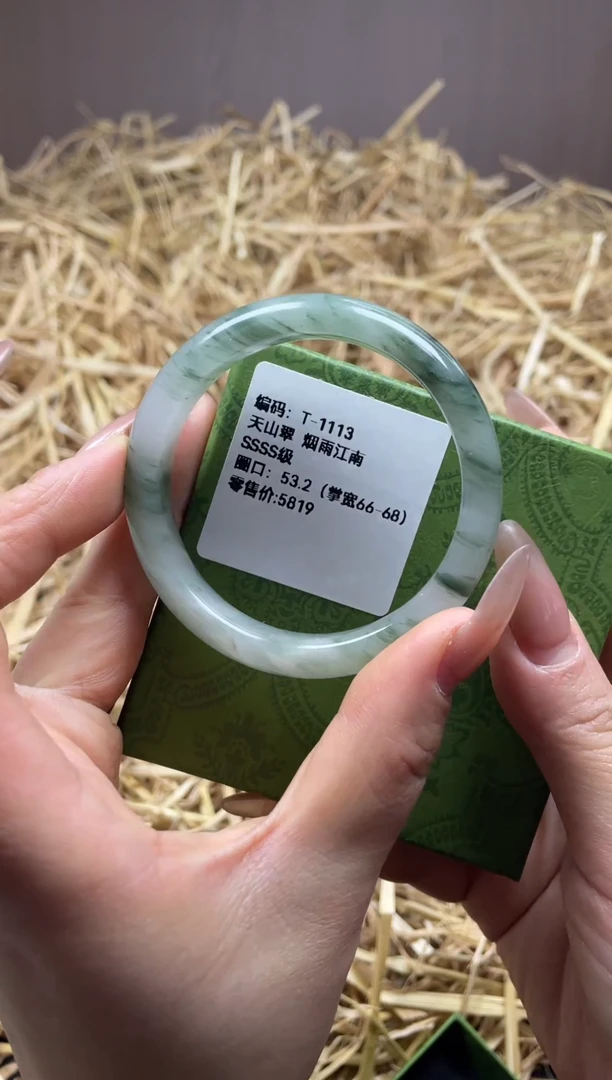 编码: T-1113
天山翠 烟雨江南
SSSS级
圈口: 53.2 (掌宽66-68)
零售价:5819